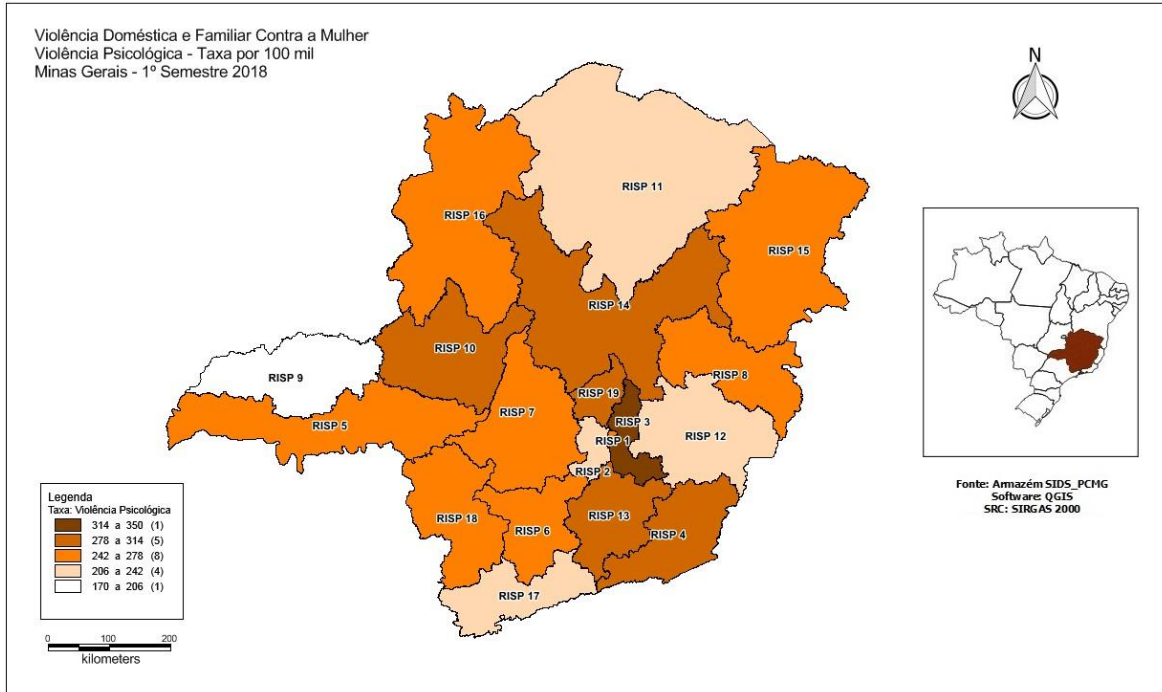 Violência Doméstica e Familiar Contra a Mulher
Violência Psicológica - Taxa por 100 mil
Minas Gerais - 1º Semestre 2018
N
RISP 11
RISP 16
RISP 15
RISP 14
RISP 10
RISP 9
RISP 8
RISP 19
RISP 7
RISP 3
RISP 5
RISP 1
RISP 12
RISP 2
RISP 18
RISP 6
RISP 13
RISP 4
RISP 17
Fonte: Armazém SIDS_PCMG
Software: QGIS
SRC: SIRGAS 2000
Legenda
Taxa: Violência Psicológica
314 a 350 (1)
278 a 314 (5)
242 a 278 (8)
206 a 242 (4)
170 a 206 (1)
0 100 200
kilometers